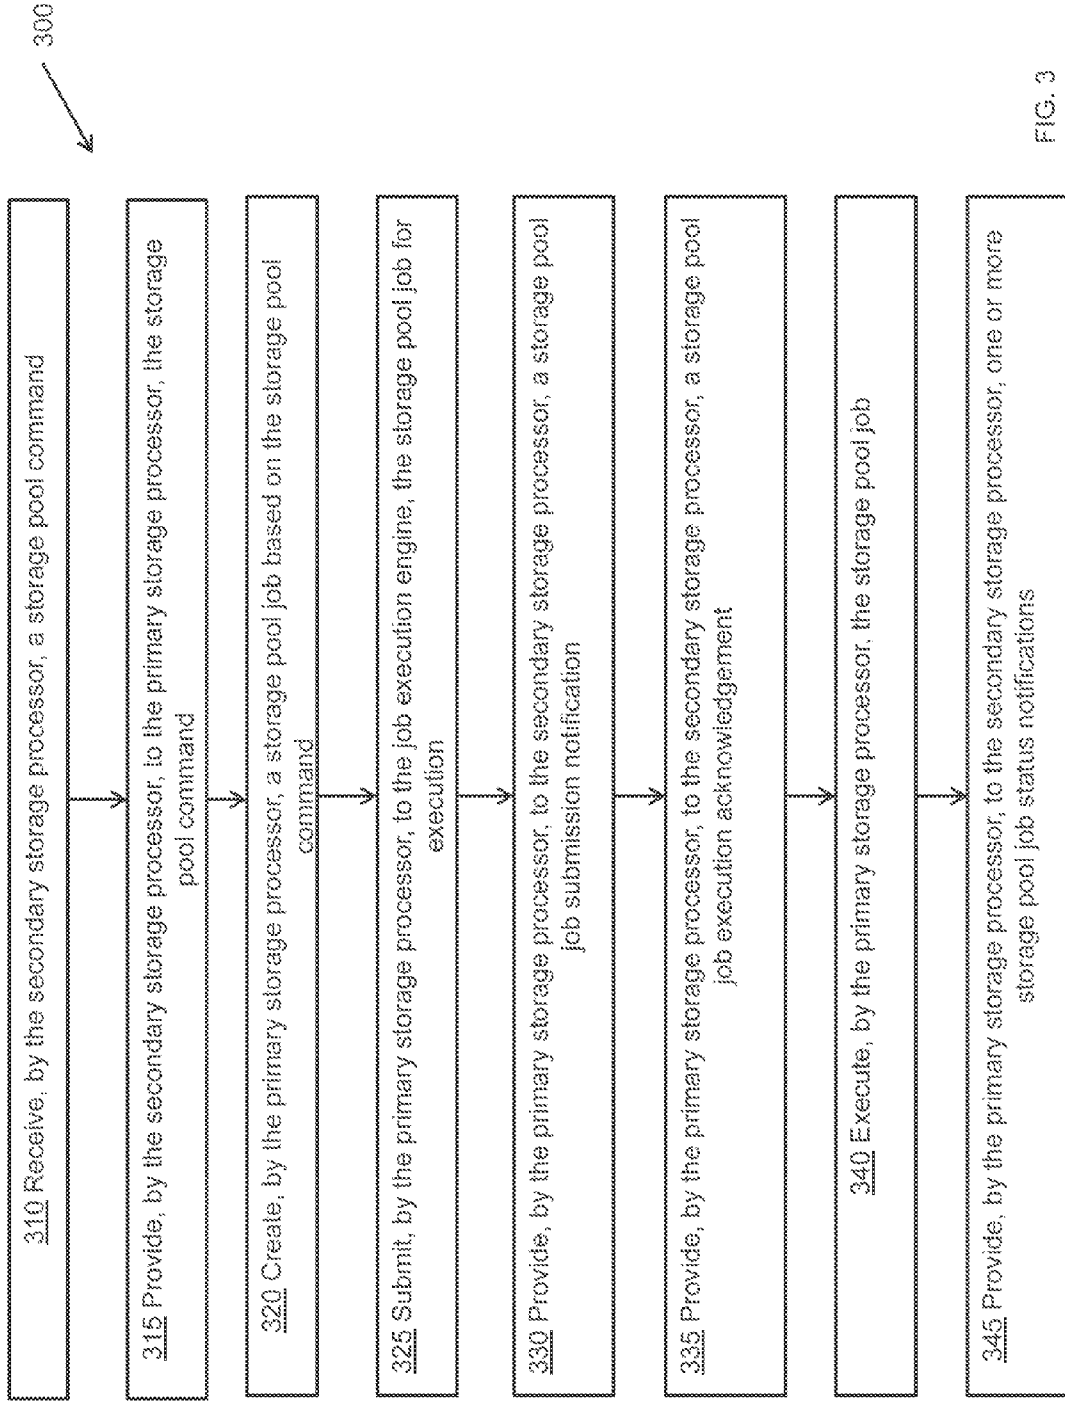 300
310 Receive, by the secondary storage processor, a storage pool command
315 Provide, by the secondary storage processor, to the primary storage processor, the storage
pool command
320 Create, by the primary storage processor, a storage pool job based on the storage pool
command
325 Submit, by the primary storage processor, to the job execution engine, the storage pool job for
execution
330 Provide, by the primary storage processor, to the secondary storage processor, a storage pool
job submission notification
335 Provide, by the primary storage processor, to the secondary storage processor, a storage pool
job execution acknowledgement
340 Execute, by the primary storage processor, the storage pool job
345 Provide, by the primary storage processor, to the secondary storage processor, one or more
storage pool job status notifications
FIG. 3